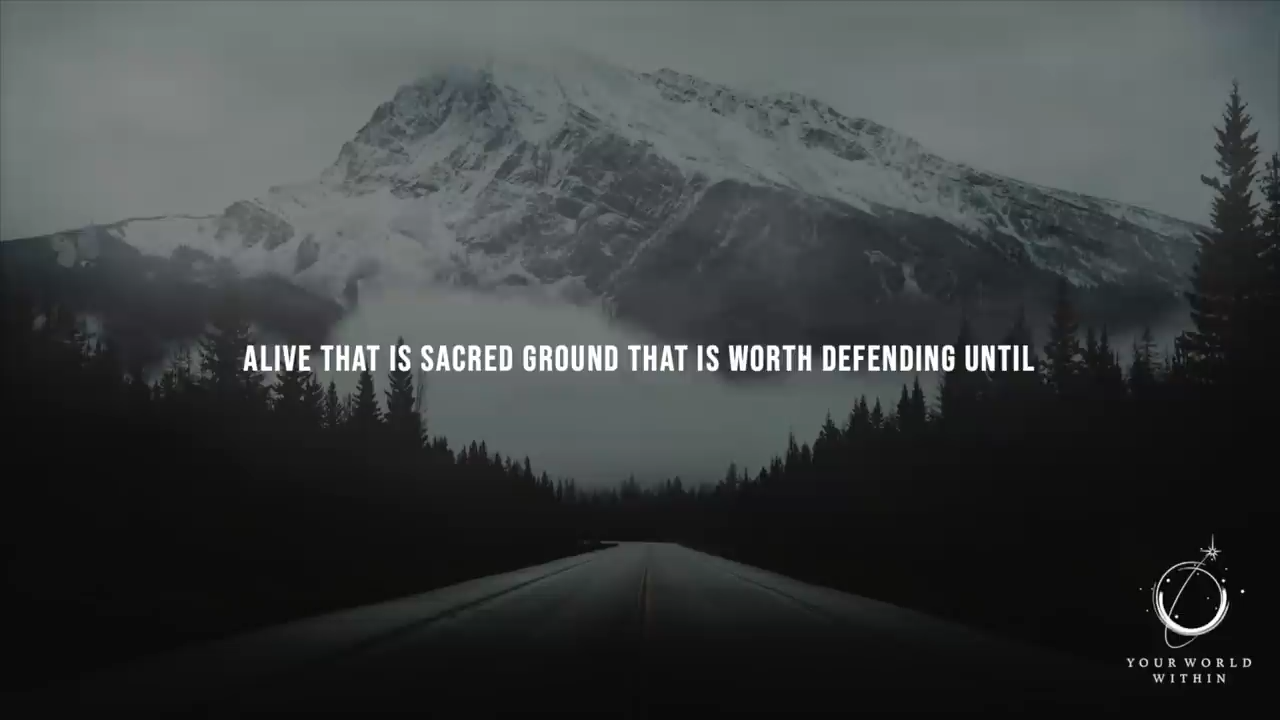 ALIVE THAT IS SACRED GROUND THAT IS WORTH DEFENDING UNTIL
YOUR WORLD
WITHIN